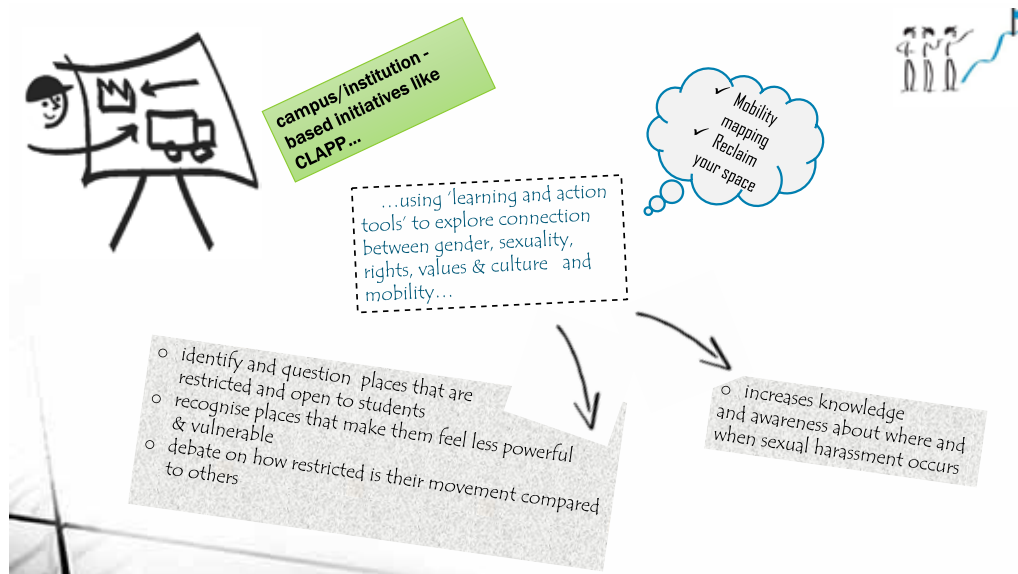 campus/institution -
based initiatives like
CLAPP...
✓ Mobility
mapping
✓ Reclaim
your space
...using 'learning and action
tools' to explore connection
between gender, sexuality,
rights, values & culture and
mobility...
○ identify and question places that are
restricted and open to students
○ recognise places that make them feel less powerful
& vulnerable
○ debate on how restricted is their movement compared
to others
○ increases knowledge
and awareness about where and
when sexual harassment occurs